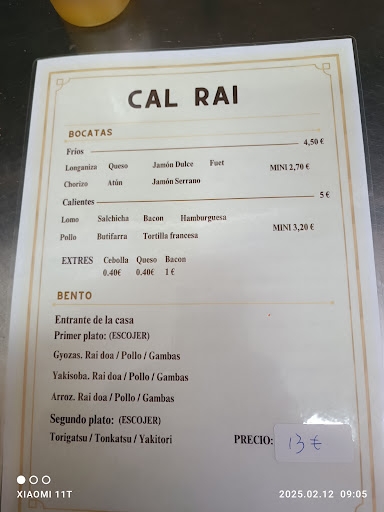 CAL RAI
BOCATAS
Fríos 4,50 €
Longaniza Queso Jamón Dulce Fuet
MINI 2,70 €
Chorizo Atún Jamón Serrano
Calientes 5 €
Lomo Salchicha Bacon Hamburguesa
MINI 3,20 €
Pollo Butifarra Tortilla francesa
EXTRES Cebolla Queso Bacon
0.40€ 0.40€ 1 €
BENTO
Entrante de la casa
Primer plato: (ESCOJER)
Gyozas. Rai doa / Pollo / Gambas
Yakisoba. Rai doa / Pollo / Gambas
Arroz. Rai doa / Pollo / Gambas
Segundo plato: (ESCOJER)
Torigatsu / Tonkatsu / Yakitori PRECIO: 13 €
XIAOMI 11T 2025.02.12 09:05